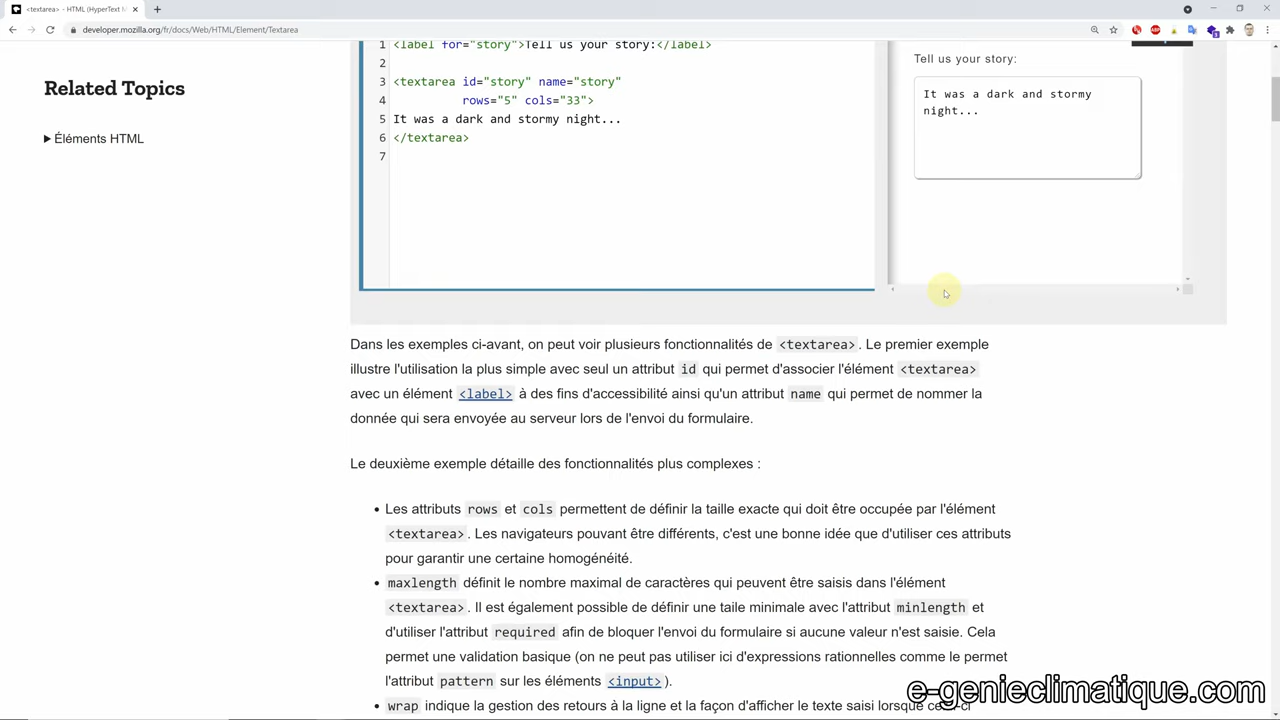 <textarea> - HTML (HyperText M
developer.mozilla.org/fr/docs/Web/HTML/Element/Textarea
Related Topics
Éléments HTML
1 <label for="story">Tell us your story:</label>
2
3 <textarea id="story" name="story"
4 rows="5" cols="33">
5 It was a dark and stormy night...
6 </textarea>
7
Tell us your story:
It was a dark and stormy
night...
Dans les exemples ci-avant, on peut voir plusieurs fonctionnalités de <textarea>. Le premier exemple
illustre l'utilisation la plus simple avec seul un attribut id qui permet d'associer l'élément <textarea>
avec un élément <label> à des fins d'accessibilité ainsi qu'un attribut name qui permet de nommer la
donnée qui sera envoyée au serveur lors de l'envoi du formulaire.
Le deuxième exemple détaille des fonctionnalités plus complexes :
• Les attributs rows et cols permettent de définir la taille exacte qui doit être occupée par l'élément
<textarea>. Les navigateurs pouvant être différents, c'est une bonne idée que d'utiliser ces attributs
pour garantir une certaine homogénéité.
• maxlength définit le nombre maximal de caractères qui peuvent être saisis dans l'élément
<textarea>. Il est également possible de définir une taile minimale avec l'attribut minlength et
d'utiliser l'attribut required afin de bloquer l'envoi du formulaire si aucune valeur n'est saisie. Cela
permet une validation basique (on ne peut pas utiliser ici d'expressions rationnelles comme le permet
l'attribut pattern sur les éléments <input>).
• wrap indique la gestion des retours à la ligne et la façon d'afficher le texte saisi lorsque celui-ci
e-genieclimatique.com